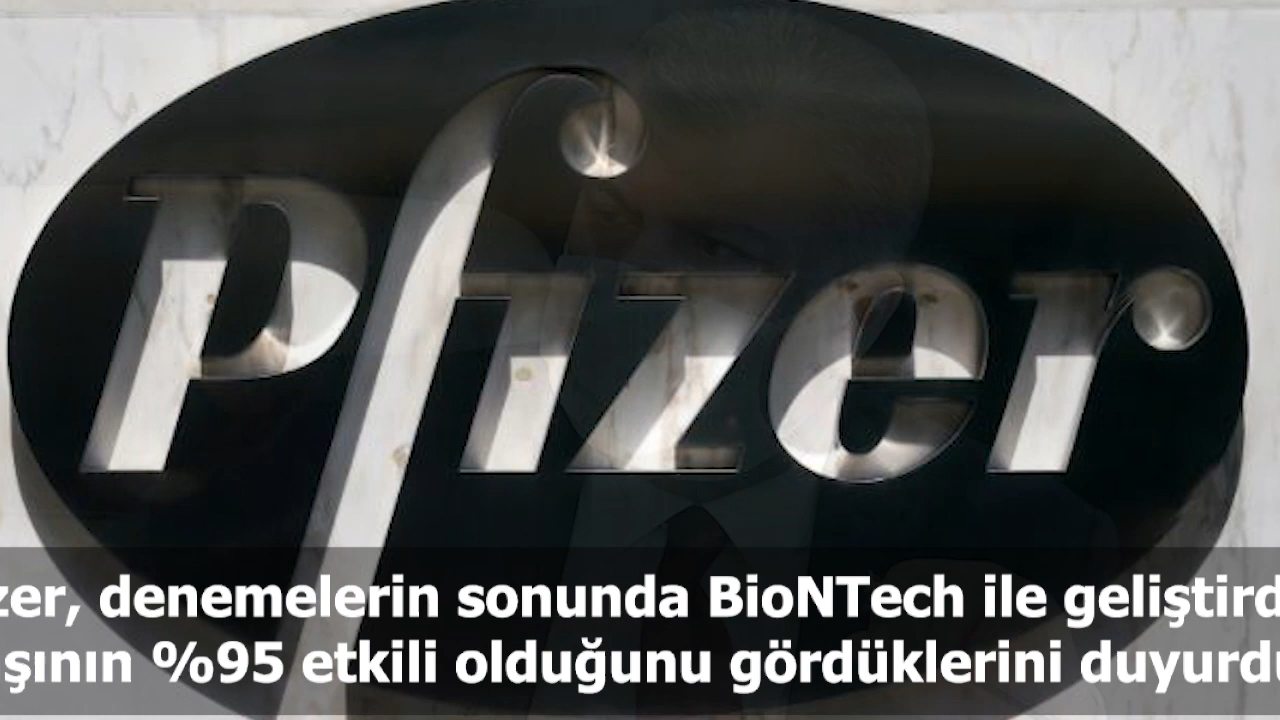 Pfizer
zer, denemelerin sonunda BioNTech ile geliştird
şının %95 etkili olduğunu gördüklerini duyurdu